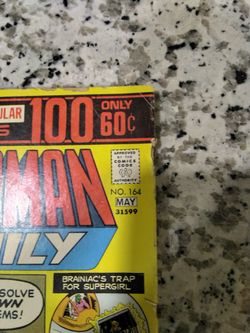 ULAR
100
ONLY
60¢
APPROVED
BY THE
COMICS
CODE
AUTHORITY
MAN
NO. 164
MAY
31599
ILY
BRAINIAC'S TRAP
FOR SUPERGIRL
SOLVE
OWN
EMS!